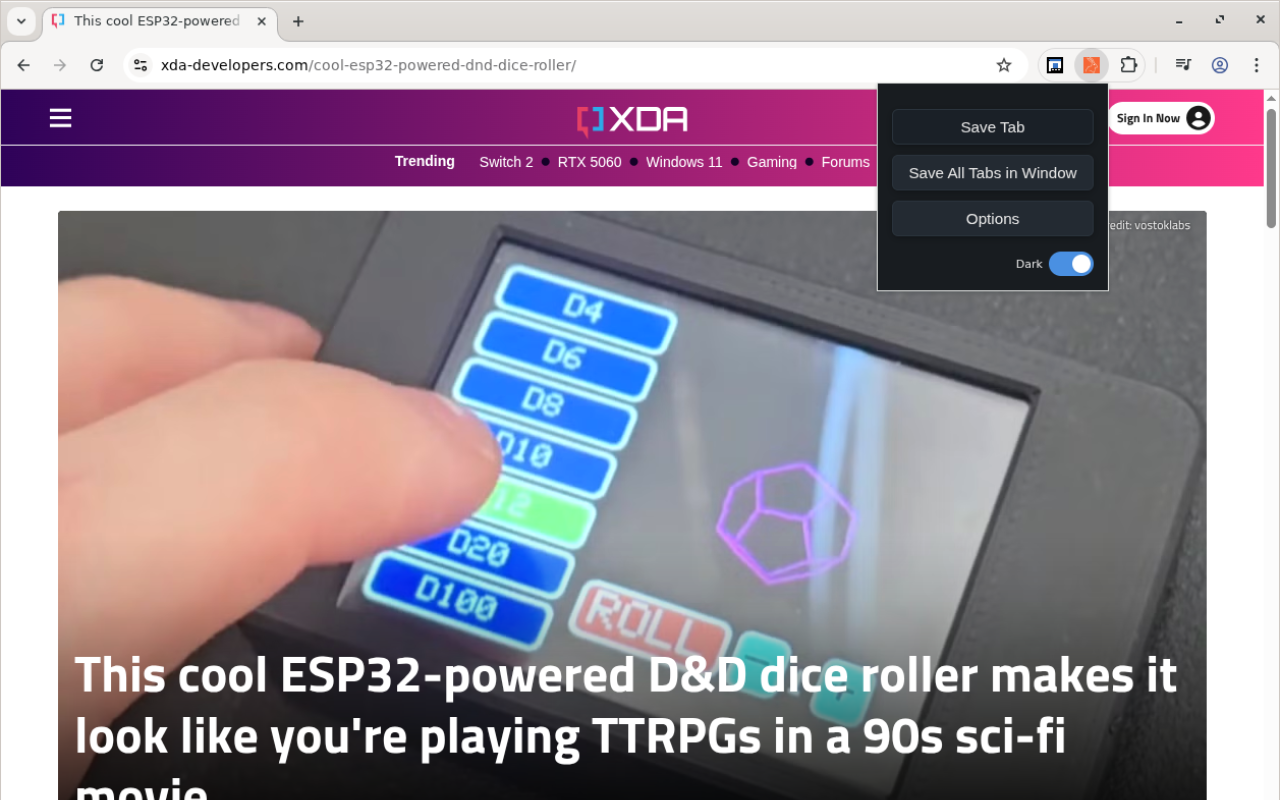 This cool ESP32-powered
xda-developers.com/cool-esp32-powered-dnd-dice-roller/
XDA
Sign In Now
Trending Switch 2 RTX 5060 Windows 11 Gaming Forums
Save Tab
Save All Tabs in Window
Options
Dark
edit: vostoklabs
D4
D6
D8
D10
12
D20
D100
ROLL
This cool ESP32-powered D&D dice roller makes it
look like you're playing TTRPGs in a 90s sci-fi
movie